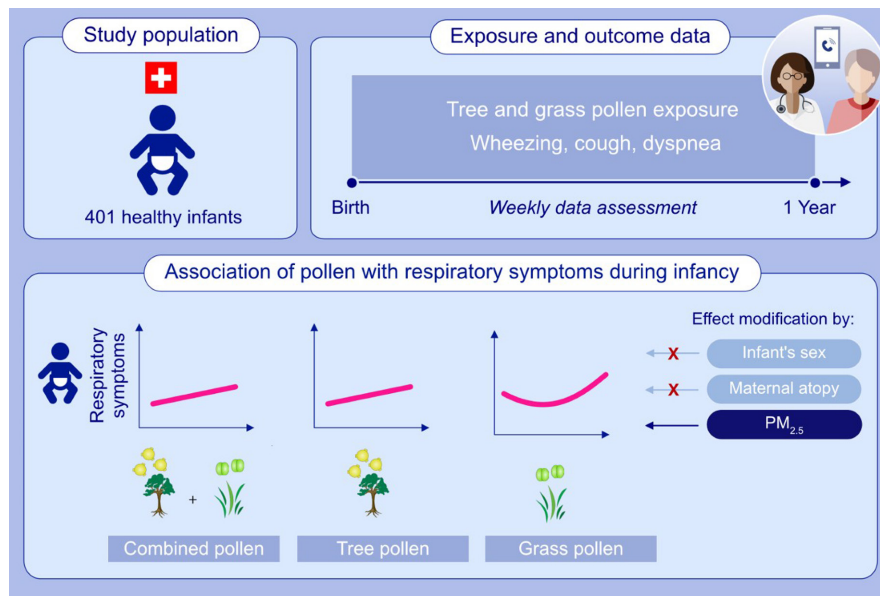 Study population
401 healthy infants
Exposure and outcome data
Tree and grass pollen exposure
Wheezing, cough, dyspnea
Birth
Weekly data assessment
1 Year
Association of pollen with respiratory symptoms during infancy
Respiratory
symptoms
+
Combined pollen
Tree pollen
Grass pollen
Effect modification by:
X
Infant's sex
X
Maternal atopy
PM2.5